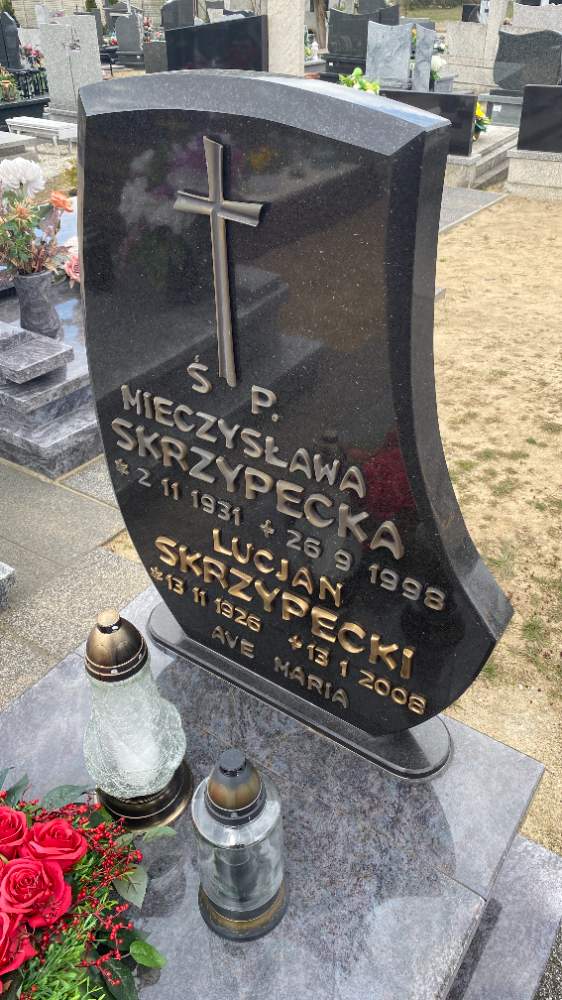 Ś P.
MIECZYSŁAWA
SKRZYPECKA
* 2 11 1931 + 26 9 1998
LUCJAN
SKRZYPECKI
* 13 11 1926 + 13 1 2008
AVE MARIA